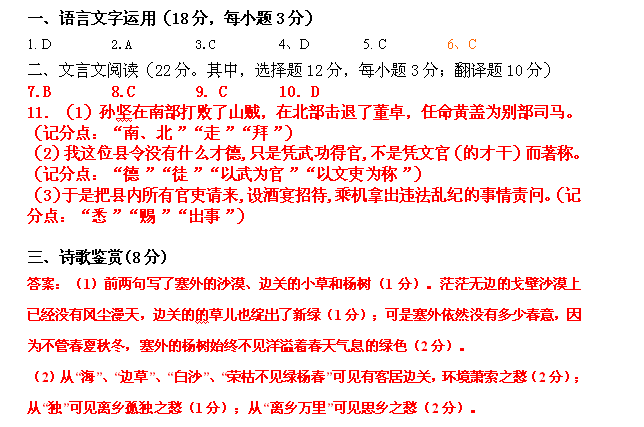 一、语言文字运用（18分，每小题3分）
1. D 2. A 3. C 4、D 5. C 6、C
二、文言文阅读（22分。其中，选择题12分，每小题3分；翻译题10分）
7. B 8. C 9. C 10. D
11．（1）孙坚在南部打败了山贼，在北部击退了董卓，任命黄盖为别部司马。
（记分点：“南、北 ”“走 ”“拜 ”）
（2）我这位县令没有什么才德,只是凭武功得官,不是凭文官（的才干）而著称。
（记分点：“德 ”“徒 ”“以武为官 ”“以文吏为称 ”）
（3）于是把县内所有官吏请来,设酒宴招待,乘机拿出违法乱纪的事情责问。（记
分点：“悉 ”“赐 ”“出事 ”）
三、诗歌鉴赏(8分）
答案：（1）前两句写了塞外的沙漠、边关的小草和杨树（1 分）。茫茫无边的戈壁沙漠上
已经没有风尘漫天，边关的的草儿也绽出了新绿（1分）；可是塞外依然没有多少春意，因
为不管春夏秋冬，塞外的杨树始终不见洋溢着春天气息的绿色（2分）。
（2）从“海”、“边草”、“白沙”、“荣枯不见绿杨春”可见有客居边关，环境萧索之愁（2分）；
从“独”可见离乡孤独之愁（1分）；从“离乡万里”可见思乡之愁（2分）。